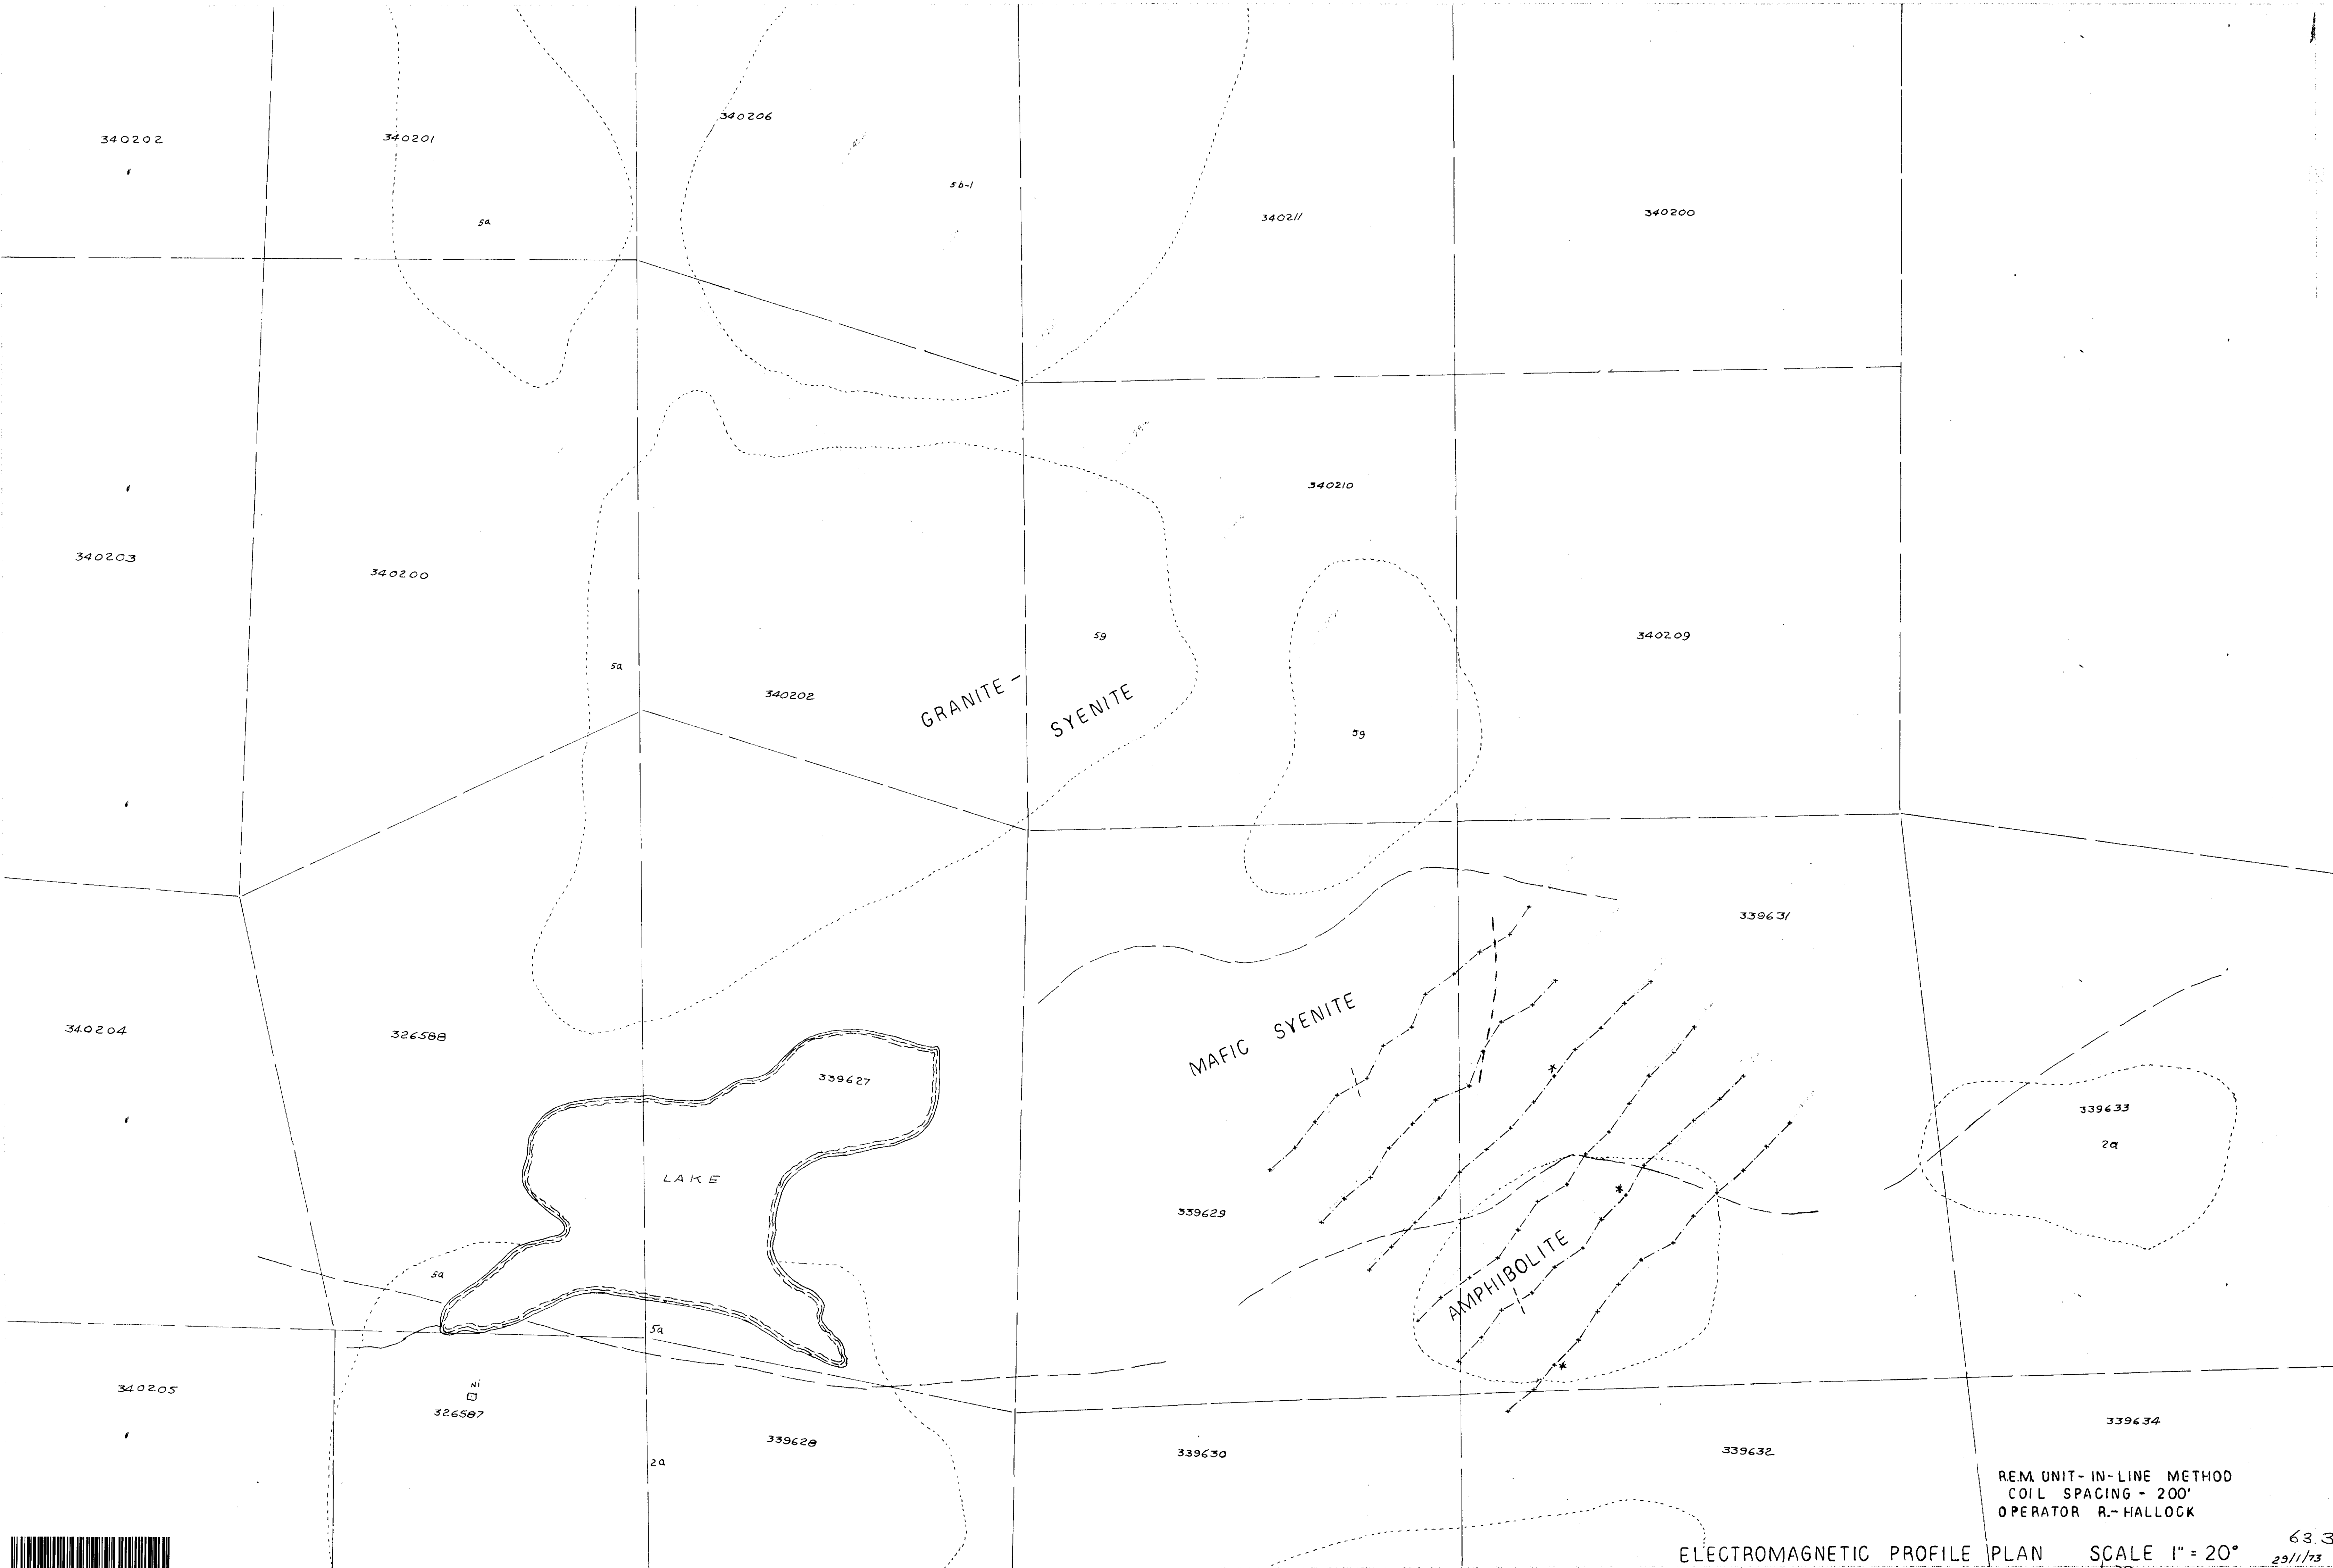 340202
340201
340206
5b-1
5a
340211
340200
340203
340200
340210
5a
59
340202
GRANITE -
SYENITE
59
340209
340204
326588
339627
LAKE
MAFIC SYENITE
339631
339633
2a
339629
5a
5a
AMPHIBOLITE
340205
Ni
326587
339628
2a
339630
339632
339634
R.E.M. UNIT - IN - LINE METHOD
COIL SPACING - 200'
OPERATOR R.- HALLOCK
ELECTROMAGNETIC PROFILE PLAN SCALE 1" = 20°
63.3
29/1/73